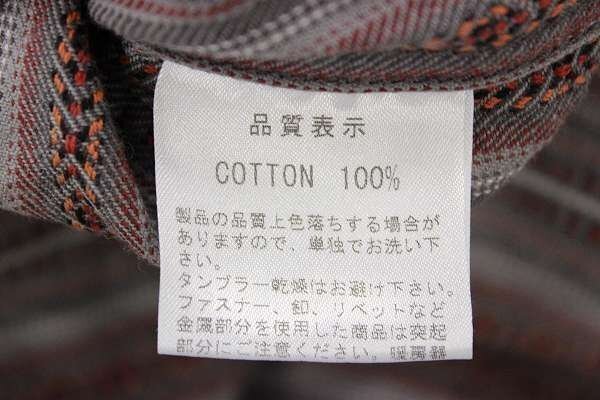 品質表示
COTTON 100%
製品の品質上色落ちする場合が
ありますので、単独でお洗い下
さい。
タンブラー乾燥はお避け下さい。
ファスナー、釦、リベットなど
金属部分を使用した商品は突起
部分にご注意ください。暖房器